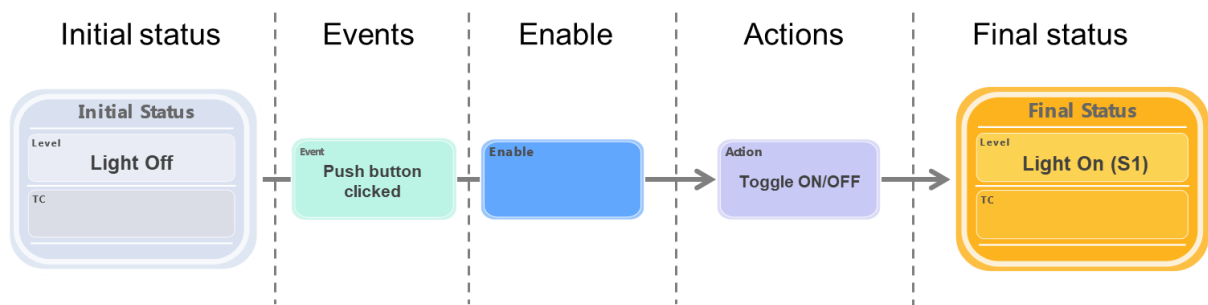 Initial status
Events
Enable
Actions
Final status
Initial Status
Level
Light Off
TC
Event
Push button
clicked
Enable
Action
Toggle ON/OFF
Final Status
Level
Light On (S1)
TC